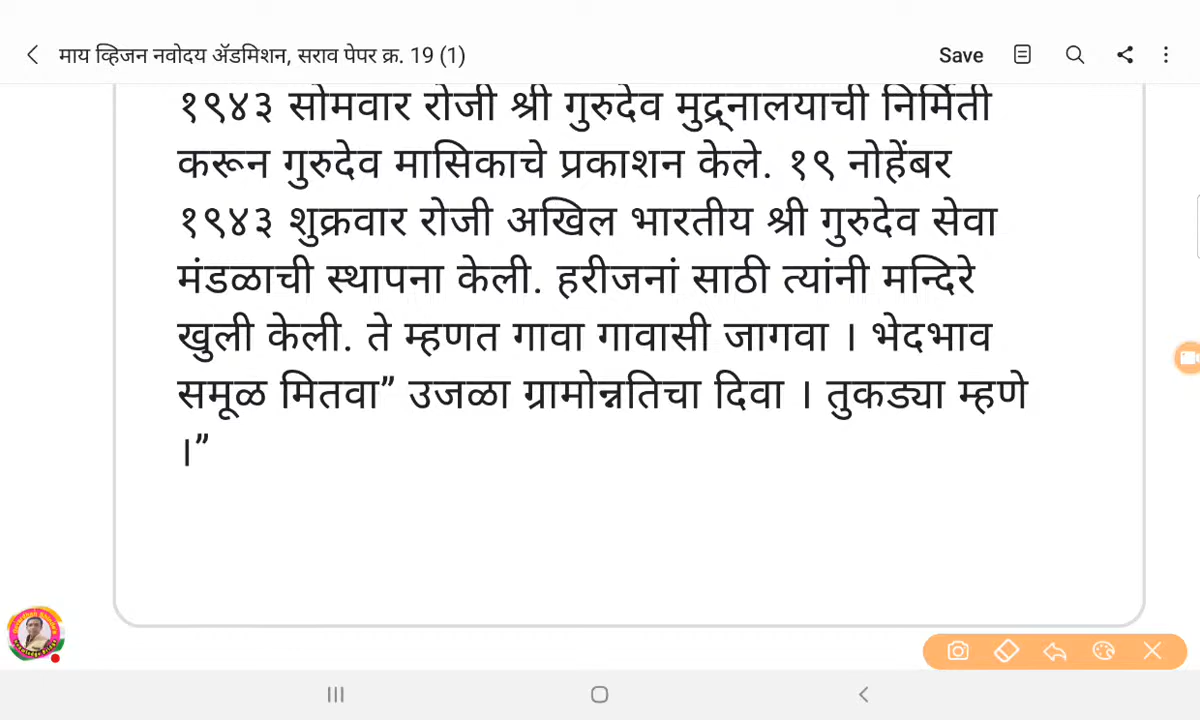 माय व्हिजन नवोदय ॲडमिशन, सराव पेपर क्र. 19 (1)
Save
१९४३ सोमवार रोजी श्री गुरुदेव मुद्र्नालयाची निर्मिती
करून गुरुदेव मासिकाचे प्रकाशन केले. १९ नोहेंबर
१९४३ शुक्रवार रोजी अखिल भारतीय श्री गुरुदेव सेवा
मंडळाची स्थापना केली. हरीजनां साठी त्यांनी मन्दिरे
खुली केली. ते म्हणत गावा गावासी जागवा । भेदभाव
समूळ मितवा” उजळा ग्रामोन्नतिचा दिवा । तुकड्या म्हणे
।”